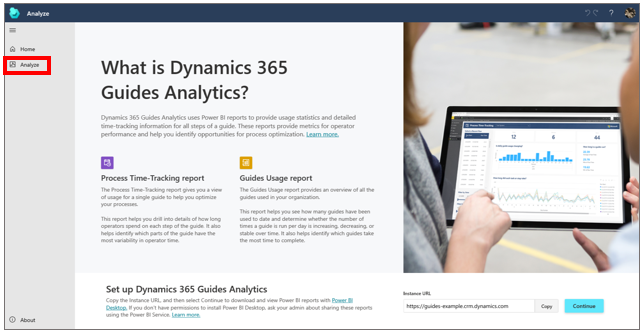 Analyze
?
Home
Analyze
What is Dynamics 365
Guides Analytics?
Dynamics 365 Guides Analytics uses Power BI reports to provide usage statistics and detailed
time-tracking information for all steps of a guide. These reports provide metrics for operator
performance and help you identify opportunities for process optimization. Learn more.
Process Time-Tracking report
The Process Time-Tracking report gives you a view
of usage for a single guide to help you optimize
your processes.
This report helps you drill into details of how long
operators spend on each step of the guide. It also
helps identify which parts of the guide have the
most variability in operator time.
Guides Usage report
The Guides Usage report provides an overview of all the
guides used in your organization.
This report helps you see how many guides have been
used to date and determine whether the number of
times a guide is run per day is increasing, decreasing, or
stable over time. It also helps identify which guides take
the most time to complete.
12
6
44
Set up Dynamics 365 Guides Analytics
Copy the Instance URL, and then select Continue to download and view Power BI reports with Power BI
Desktop. If you don't have permissions to install Power BI Desktop, ask your admin about sharing these reports
using the Power BI Service. Learn more.
Instance URL
https://guides-example.crm.dynamics.com
Copy
Continue
About